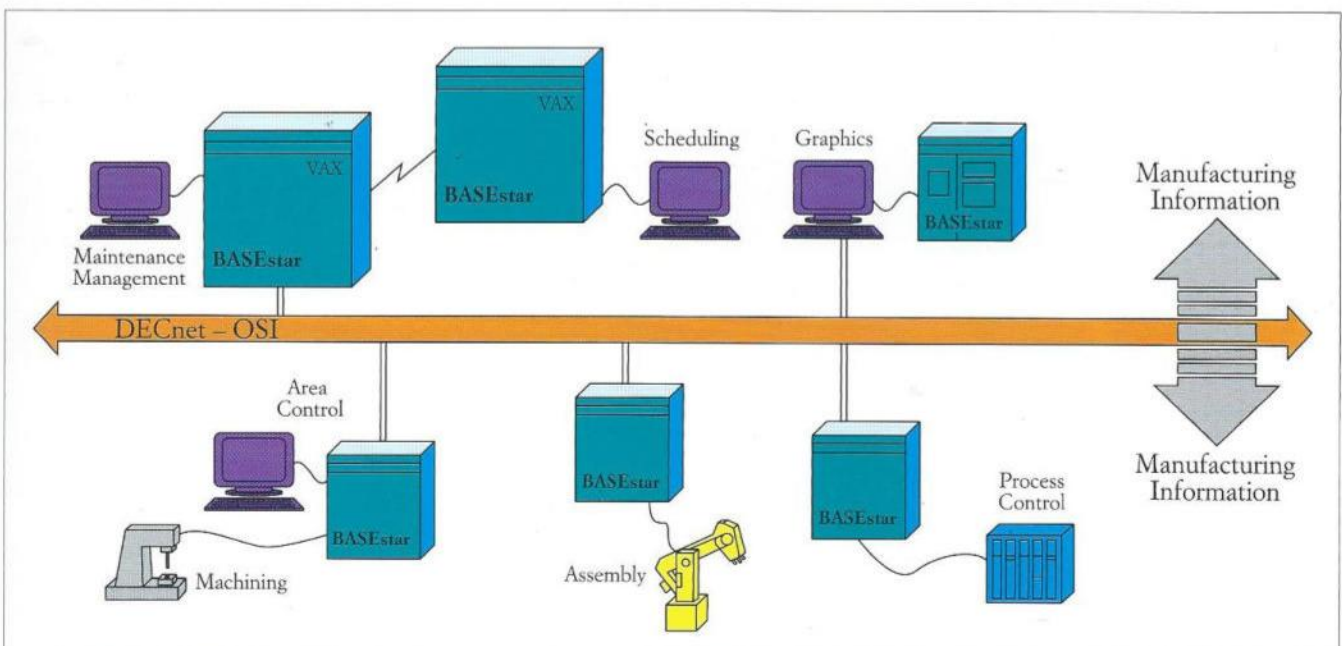 VAX
BASEstar
Scheduling
Graphics
BASEstar
Manufacturing
Information
VAX
BASEstar
Maintenance
Management
DECnet – OSI
Area
Control
BASEstar
Machining
BASEstar
Assembly
BASEstar
Process
Control
Manufacturing
Information